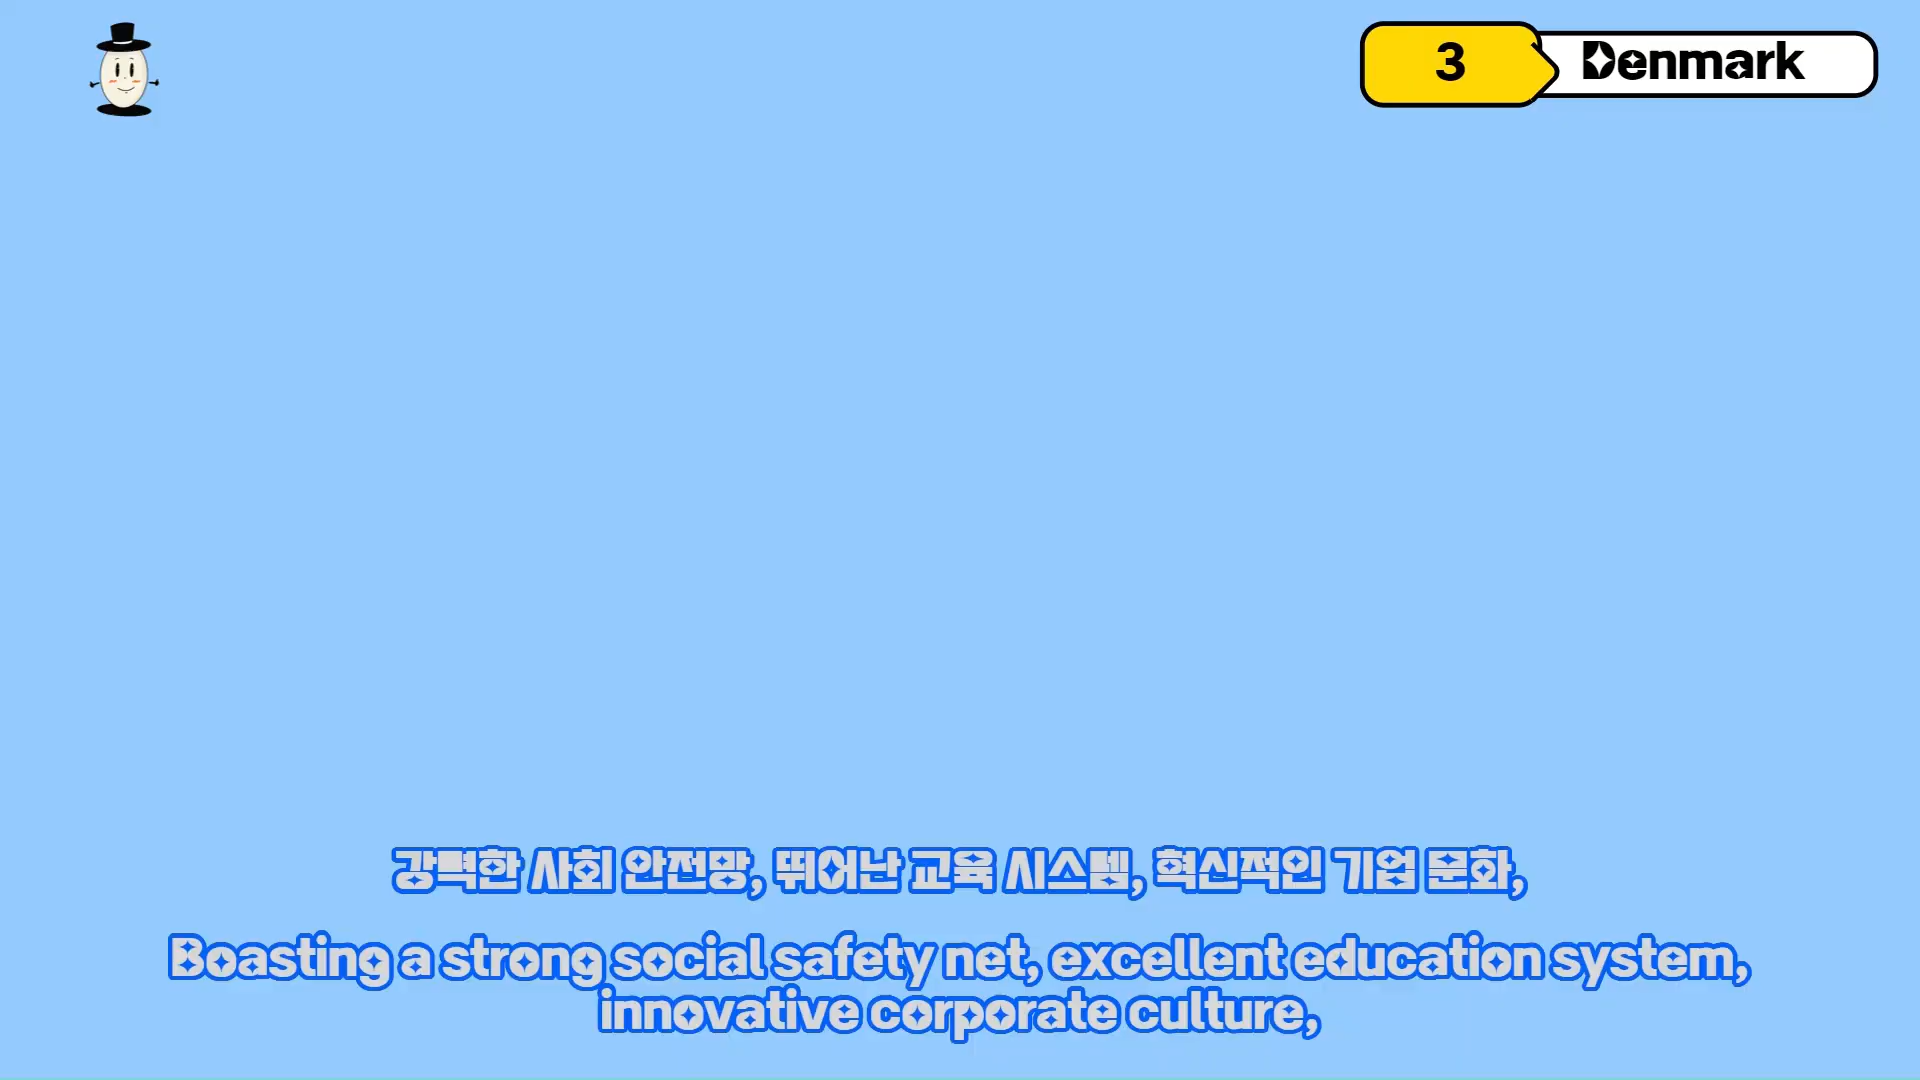 3
Denmark
강력한 사회 안전망, 뛰어난 교육 시스템, 혁신적인 기업 문화,
Boasting a strong social safety net, excellent education system,
innovative corporate culture,